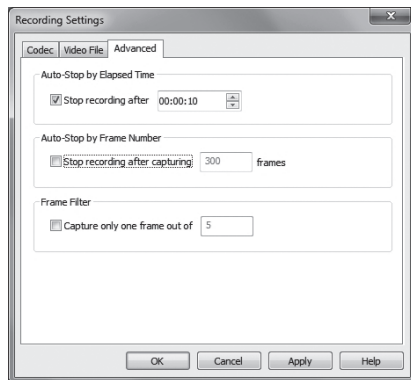 Recording Settings
Codec Video File Advanced
Auto-Stop by Elapsed Time
Stop recording after 00:00:10
Auto-Stop by Frame Number
Stop recording after capturing 300 frames
Frame Filter
Capture only one frame out of 5
OK Cancel Apply Help